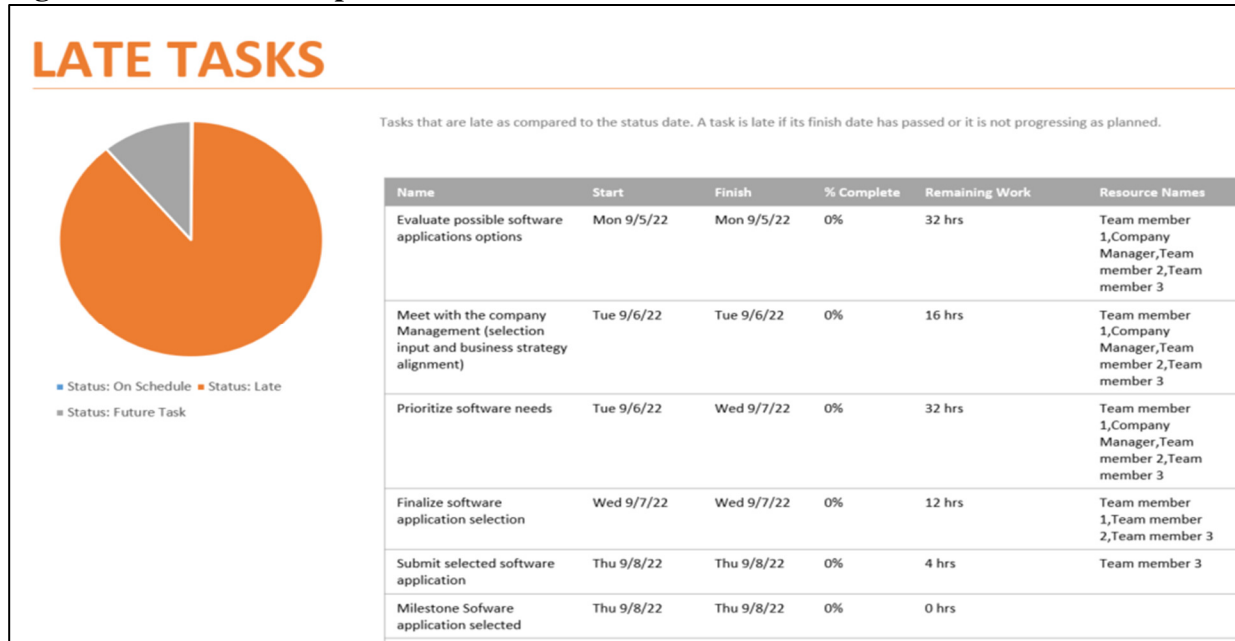 LATE TASKS
Tasks that are late as compared to the status date. A task is late if its finish date has passed or it is not progressing as planned.
Status: On Schedule Status: Late
Status: Future Task
Name Start Finish % Complete Remaining Work Resource Names
Evaluate possible software Mon 9/5/22 Mon 9/5/22 0% 32 hrs Team member
applications options 1,Company
Manager,Team
member 2,Team
member 3
Meet with the company Tue 9/6/22 Tue 9/6/22 0% 16 hrs Team member
Management (selection 1,Company
input and business strategy Manager,Team
alignment) member 2,Team
member 3
Prioritize software needs Tue 9/6/22 Wed 9/7/22 0% 32 hrs Team member
1,Company
Manager,Team
member 2,Team
member 3
Finalize software Wed 9/7/22 Wed 9/7/22 0% 12 hrs Team member
application selection 1,Team member
2,Team member 3
Submit selected software Thu 9/8/22 Thu 9/8/22 0% 4 hrs Team member 3
application
Milestone Sofware Thu 9/8/22 Thu 9/8/22 0% 0 hrs
application selected